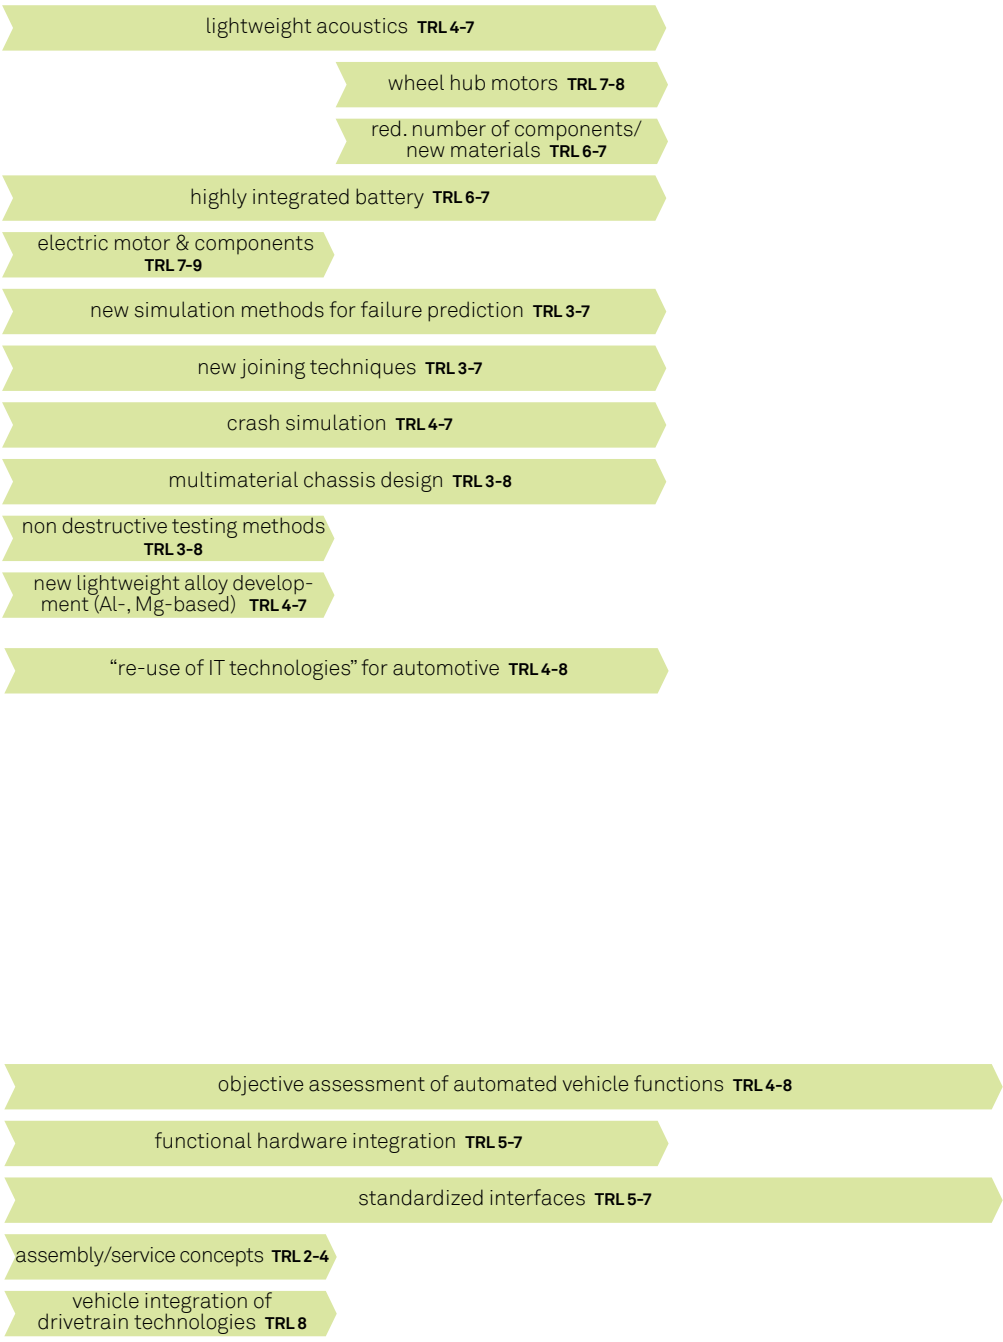 lightweight acoustics TRL 4-7
wheel hub motors TRL 7-8
red. number of components/
new materials TRL 6-7
highly integrated battery TRL 6-7
electric motor & components
TRL 7-9
new simulation methods for failure prediction TRL 3-7
new joining techniques TRL 3-7
crash simulation TRL 4-7
multimaterial chassis design TRL 3-8
non destructive testing methods
TRL 3-8
new lightweight alloy develop-
ment (Al-, Mg-based) TRL 4-7
“re-use of IT technologies” for automotive TRL 4-8
objective assessment of automated vehicle functions TRL 4-8
functional hardware integration TRL 5-7
standardized interfaces TRL 5-7
assembly/service concepts TRL 2-4
vehicle integration of
drivetrain technologies TRL 8